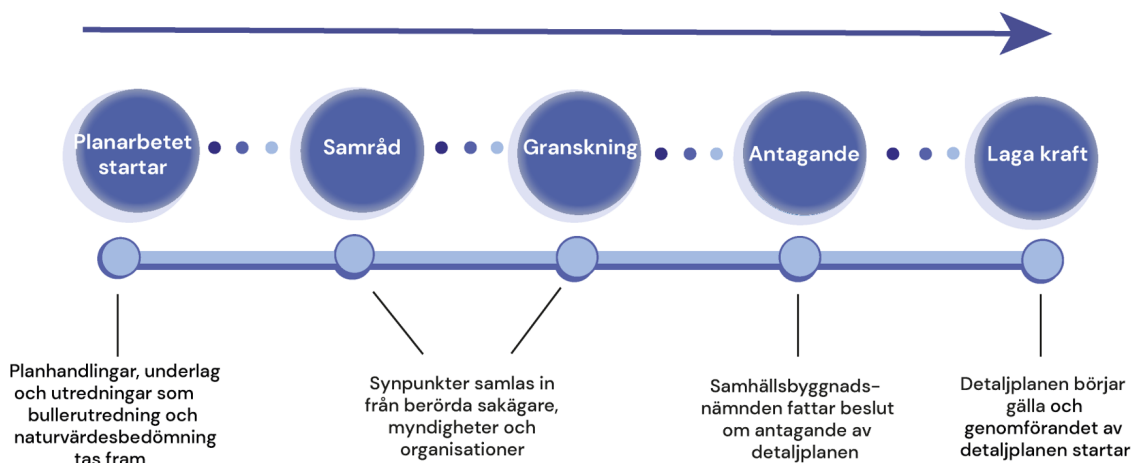 Planarbetet
startar
Samråd
Granskning
Antagande
Laga kraft
Planhandlingar, underlag
och utredningar som
bullerutredning och
naturvärdesbedömning
tas fram
Synpunkter samlas in
från berörda sakägare,
myndigheter och
organisationer
Samhällsbyggnads-
nämnden fattar beslut
om antagande av
detaljplanen
Detaljplanen börjar
gälla och
genomförandet av
detaljplanen startar